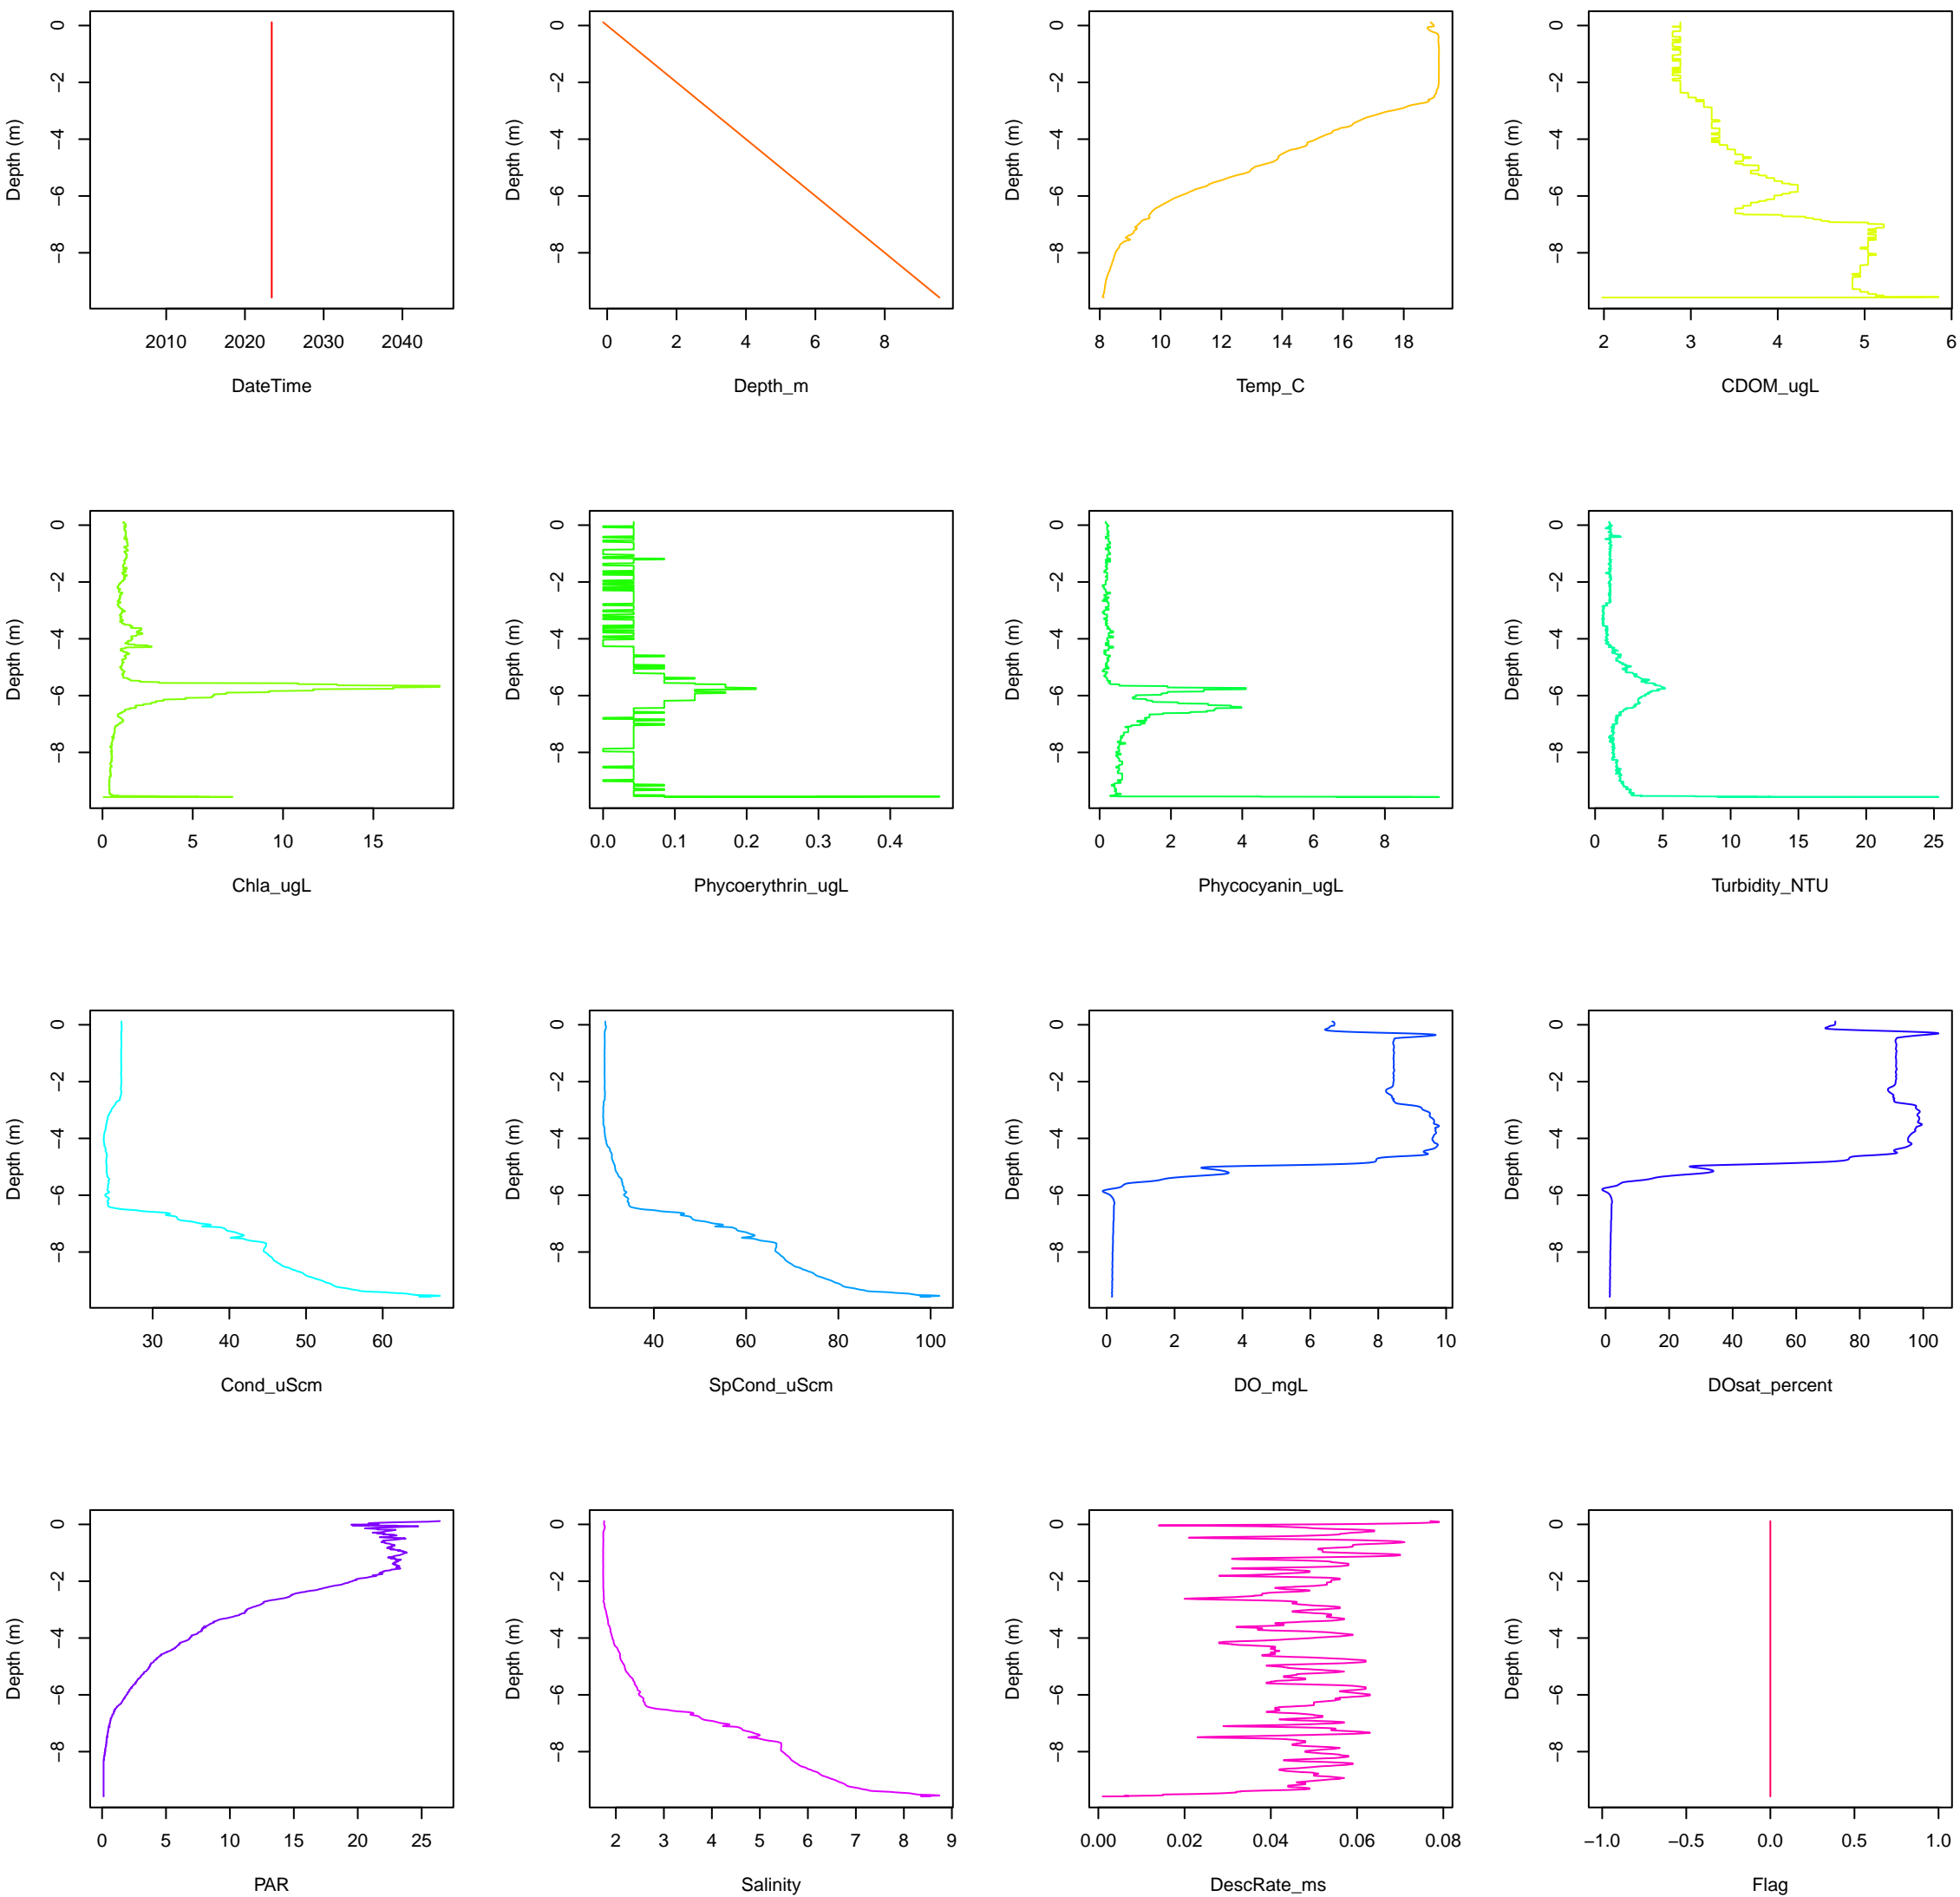 0 0 0 0
−2 −2 −2 −2
−4 −4 −4 −4
−6 −6 −6 −6
−8 −8 −8 −8
Depth (m) Depth (m) Depth (m) Depth (m)
2010 2020 2030 2040 0 2 4 6 8 8 10 12 14 16 18 2 3 4 5 6
DateTime Depth_m Temp_C CDOM_ugL
0 0 0 0
−2 −2 −2 −2
−4 −4 −4 −4
−6 −6 −6 −6
−8 −8 −8 −8
Depth (m) Depth (m) Depth (m) Depth (m)
0 5 10 15 0.0 0.1 0.2 0.3 0.4 0 2 4 6 8 0 5 10 15 20 25
Chla_ugL Phycoerythrin_ugL Phycocyanin_ugL Turbidity_NTU
0 0 0 0
−2 −2 −2 −2
−4 −4 −4 −4
−6 −6 −6 −6
−8 −8 −8 −8
Depth (m) Depth (m) Depth (m) Depth (m)
30 40 50 60 40 60 80 100 0 2 4 6 8 10 0 20 40 60 80 100
Cond_uScm SpCond_uScm DO_mgL DOsat_percent
0 0 0 0
−2 −2 −2 −2
−4 −4 −4 −4
−6 −6 −6 −6
−8 −8 −8 −8
Depth (m) Depth (m) Depth (m) Depth (m)
0 5 10 15 20 25 2 3 4 5 6 7 8 9 0.00 0.02 0.04 0.06 0.08 −1.0 −0.5 0.0 0.5 1.0
PAR Salinity DescRate_ms Flag